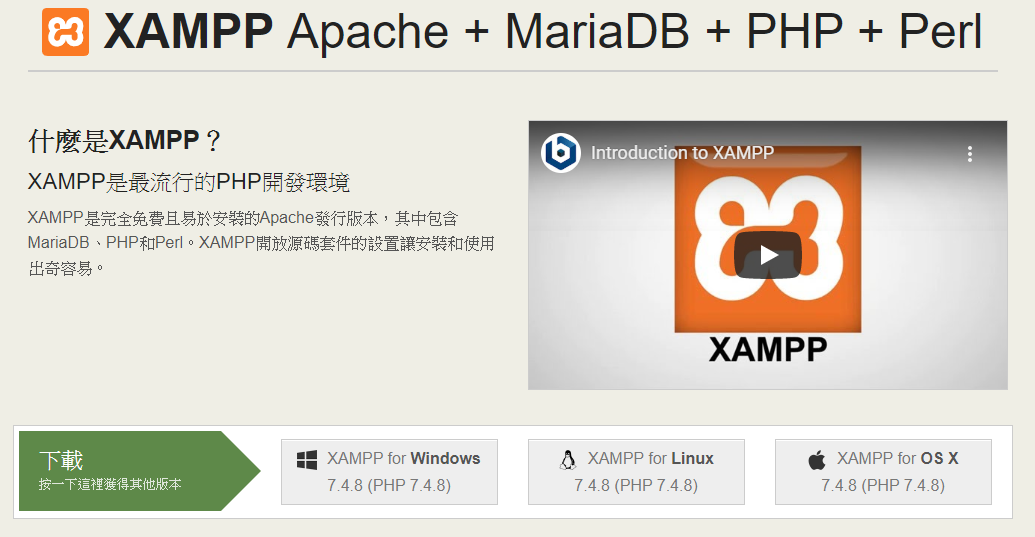 XAMPP Apache + MariaDB + PHP + Perl
什麼是XAMPP？
XAMPP是最流行的PHP開發環境
XAMPP是完全免費且易於安裝的Apache發行版本，其中包含
MariaDB、PHP和Perl。XAMPP開放源碼套件的設置讓安裝和使用
出奇容易。
Introduction to XAMPP
XAMPP
下載
按一下這裡獲得其他版本
XAMPP for Windows
7.4.8 (PHP 7.4.8)
XAMPP for Linux
7.4.8 (PHP 7.4.8)
XAMPP for OS X
7.4.8 (PHP 7.4.8)